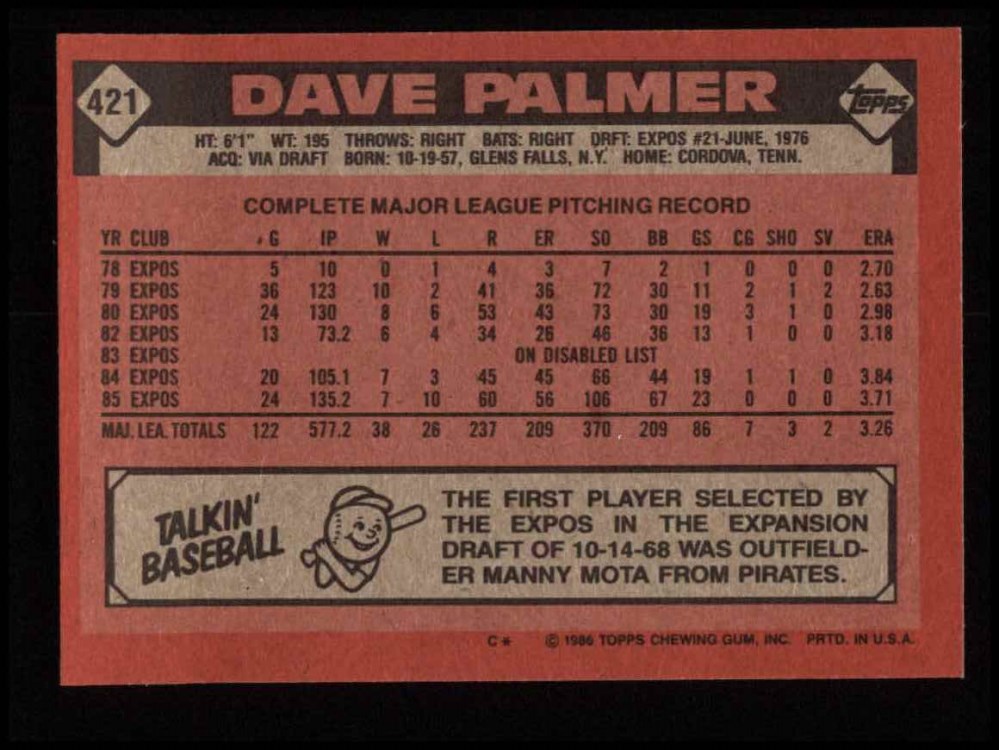 421
DAVE PALMER
Topps
HT: 6'1" WT: 195 THROWS: RIGHT BATS: RIGHT DRFT: EXPOS #21-JUNE, 1976
ACQ: VIA DRAFT BORN: 10-19-57, GLENS FALLS, N.Y. HOME: CORDOVA, TENN.
COMPLETE MAJOR LEAGUE PITCHING RECORD
YR CLUB G IP W L R ER SO BB GS CG SHO SV ERA
78 EXPOS 5 10 0 1 4 3 7 2 1 0 0 0 2.70
79 EXPOS 36 123 10 2 41 36 72 30 11 2 1 2 2.63
80 EXPOS 24 130 8 6 53 43 73 30 19 3 1 0 2.98
82 EXPOS 13 73.2 6 4 34 26 46 36 13 1 0 0 3.18
83 EXPOS ON DISABLED LIST
84 EXPOS 20 105.1 7 3 45 45 66 44 19 1 1 0 3.84
85 EXPOS 24 135.2 7 10 60 56 106 67 23 0 0 0 3.71
MAJ. LEA. TOTALS 122 577.2 38 26 237 209 370 209 86 7 3 2 3.26
TALKIN'
BASEBALL
THE FIRST PLAYER SELECTED BY
THE EXPOS IN THE EXPANSION
DRAFT OF 10-14-68 WAS OUTFIELD-
ER MANNY MOTA FROM PIRATES.
C* © 1986 TOPPS CHEWING GUM, INC. PRTD. IN U.S.A.